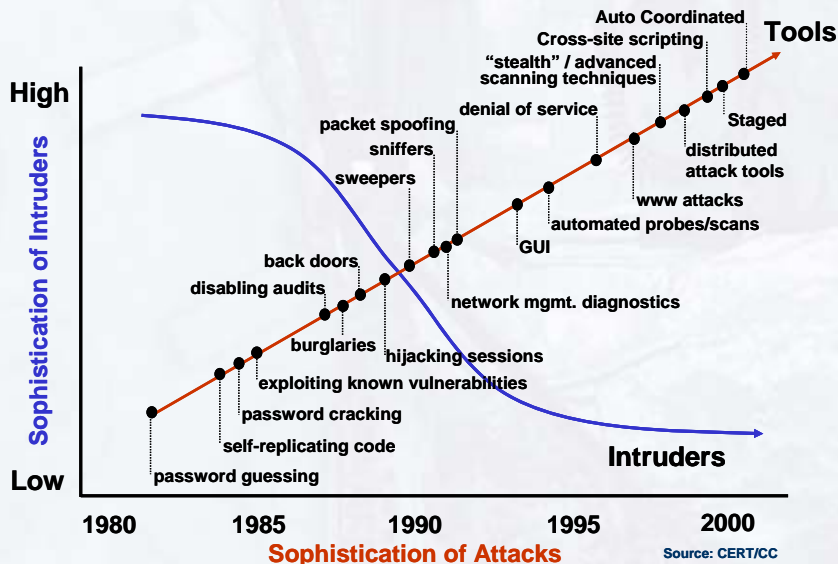 Auto Coordinated
Tools
Cross-site scripting
“stealth” / advanced
scanning techniques
High
denial of service
Staged
packet spoofing
sniffers
distributed
attack tools
sweepers
www attacks
automated probes/scans
GUI
back doors
disabling audits
network mgmt. diagnostics
burglaries
hijacking sessions
exploiting known vulnerabilities
password cracking
self-replicating code
Intruders
password guessing
Low
Sophistication of Intruders
1980
1985
1990
1995
2000
Sophistication of Attacks
Source: CERT/CC